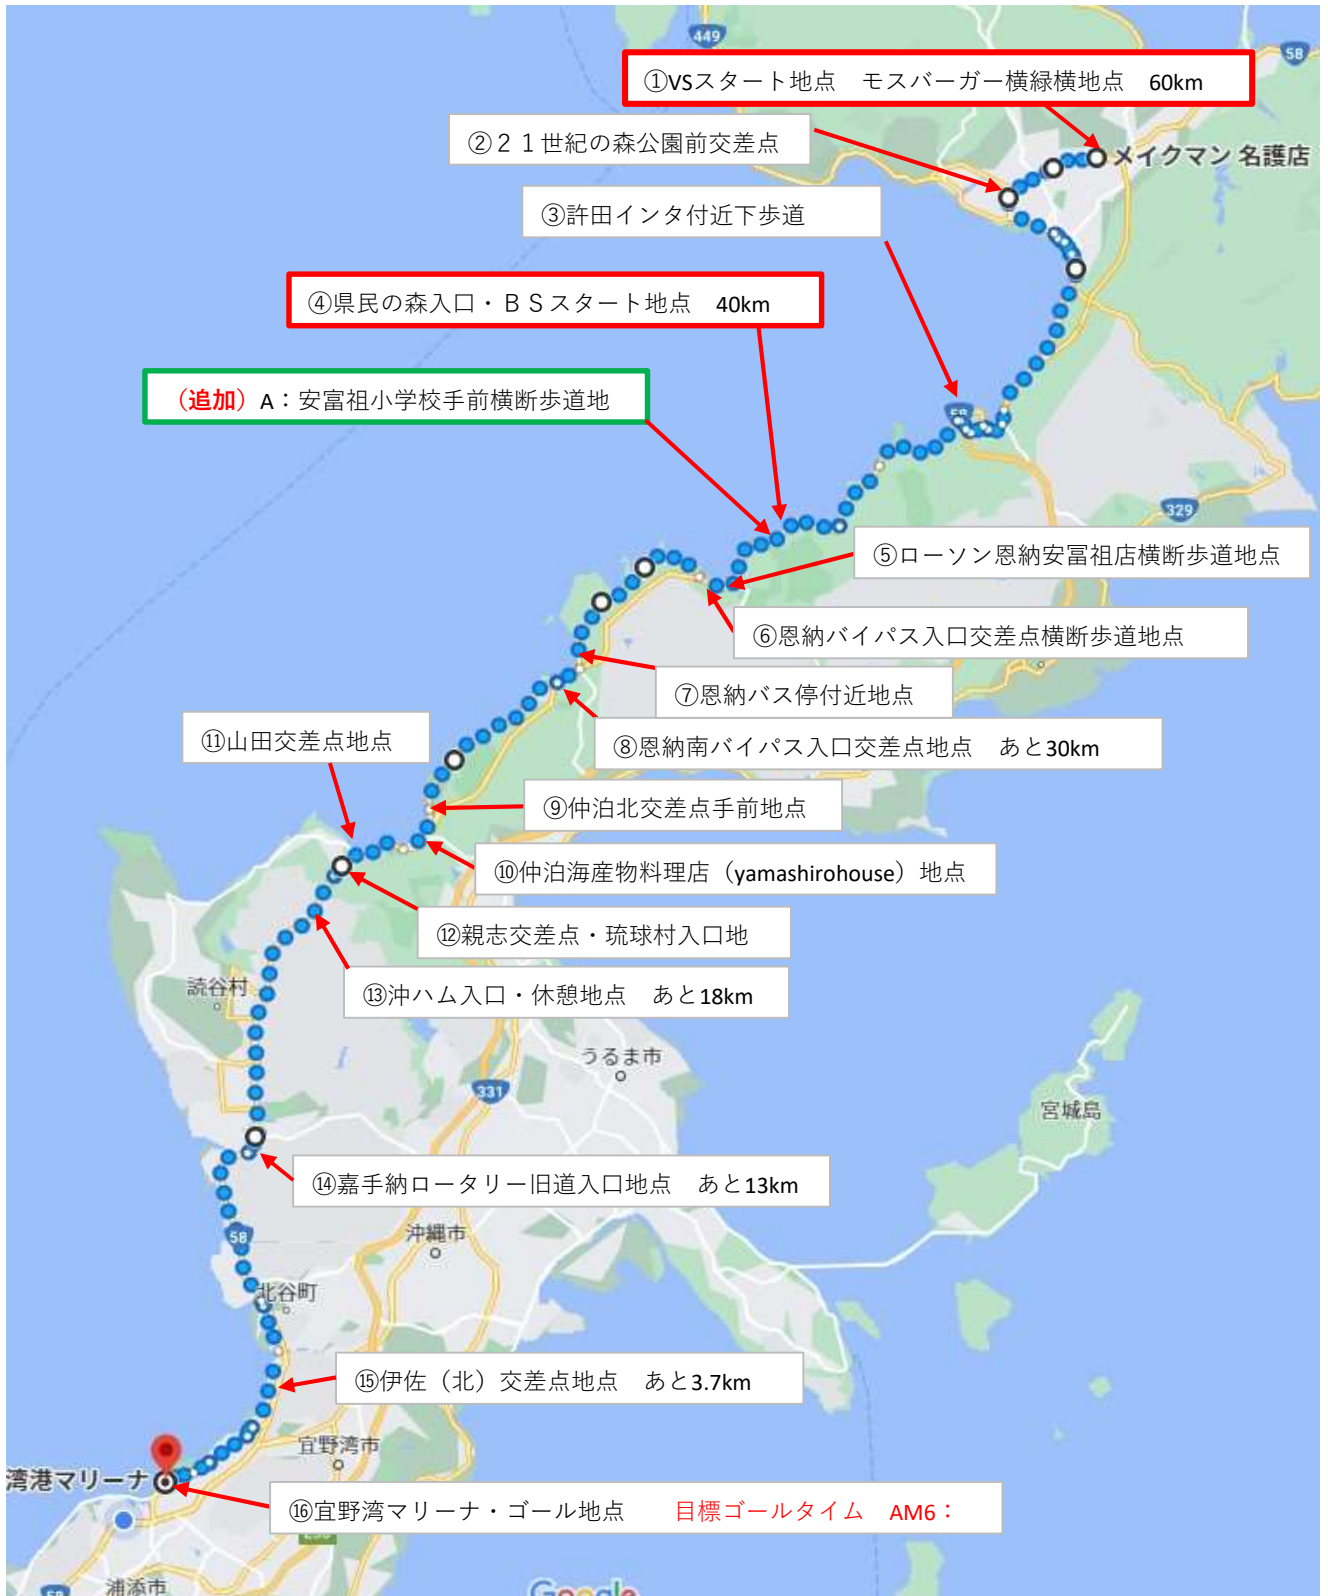 449
58
①VSスタート地点　モスバーガー横緑横地点　60km
②２１世紀の森公園前交差点
メイクマン 名護店
③許田インタ付近下歩道
④県民の森入口・ＢＳスタート地点　40km
（追加）A：安富祖小学校手前横断歩道地
58
329
⑤ローソン恩納安冨祖店横断歩道地点
⑥恩納バイパス入口交差点横断歩道地点
⑦恩納バス停付近地点
⑪山田交差点地点
⑧恩納南バイパス入口交差点地点　あと30km
⑨仲泊北交差点手前地点
⑩仲泊海産物料理店（yamashirohouse）地点
⑫親志交差点・琉球村入口地
読谷村
⑬沖ハム入口・休憩地点　あと18km
うるま市
331
宮城島
⑭嘉手納ロータリー旧道入口地点　あと13km
58
沖縄市
北谷町
⑮伊佐（北）交差点地点　あと3.7km
宜野湾市
湾港マリーナ
⑯宜野湾マリーナ・ゴール地点　目標ゴールタイム　AM6：
浦添市
58
Google